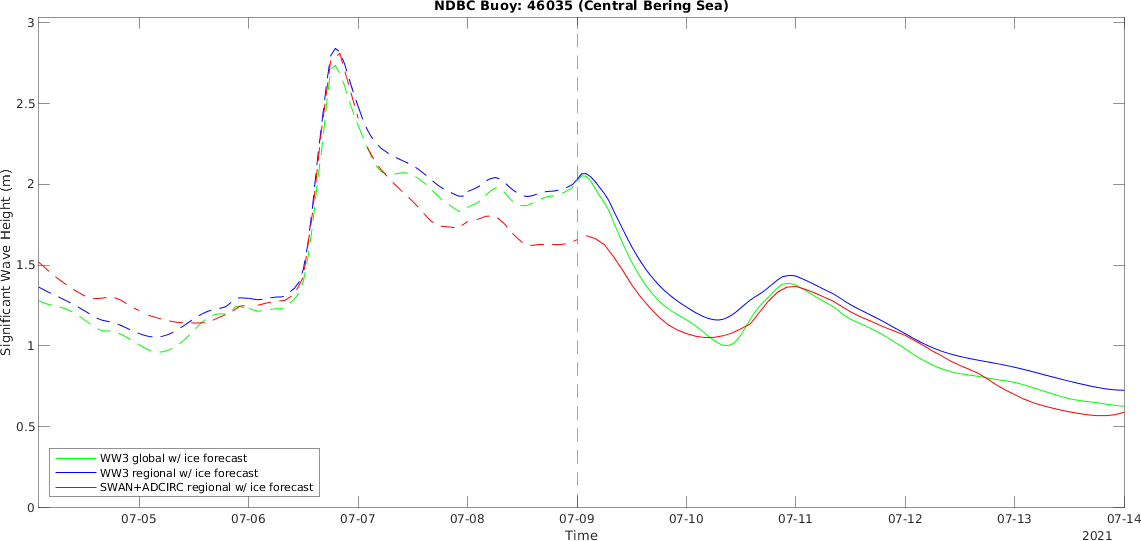 NDBC Buoy: 46035 (Central Bering Sea)
3
2.5
2
1.5
1
0.5
0
Significant Wave Height (m)
WW3 global w/ ice forecast
WW3 regional w/ ice forecast
SWAN+ADCIRC regional w/ ice forecast
07-05 07-06 07-07 07-08 07-09 07-10 07-11 07-12 07-13 07-14
Time
2021